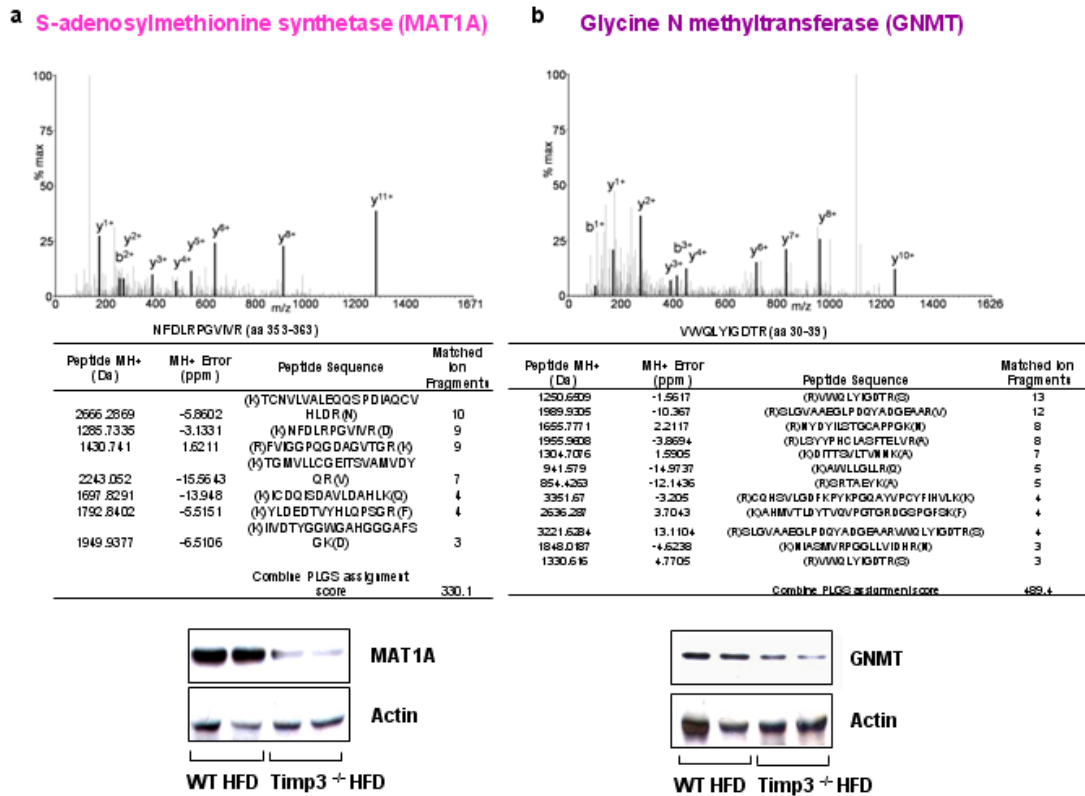 a S-adenosylmethionine synthetase (MAT1A)
b Glycine N methyltransferase (GNMT)
100
75
50
25
0
% max
y1+
b2+
y2+
y3+
y4+
y5+
y6+
y8+
y11+
0 200 400 600 800 1000 1200 1400 1671
m/z
NFDLRPGVIVR (aa 353-363)
100
75
50
25
0
% max
b1+
y1+
y2+
y3+
b3+
y4+
y6+
y7+
y8+
y10+
0 200 400 600 800 1000 1200 1400 1626
m/z
VWQLYIGDTR (aa 30-39)
Peptide MH+ (Da) MH+ Error (ppm) Peptide Sequence Matched Ion Fragments
(K)TCNVLVALEQQSPDIAQCV
2666.2869 -5.8602 HLDR(N) 10
1285.7335 -3.1331 (K)NFDLRPGVIVR(D) 9
1430.741 1.6211 (R)FVIGGPQGDAGVTGR(K) 9
(K)TGMVLLCGEITSVAMVDY
2243.052 -15.5643 QR(V) 7
1697.8291 -13.948 (K)ICDQISDAVLDAHLK(Q) 4
1792.8402 -5.5151 (K)YLDEDTVYHLQPSGR(F) 4
(K)IIVDTYGGWGAHGGGAFS
1949.9377 -6.5106 GK(D) 3
Combine PLGS assignment score 330.1
Peptide MH+ (Da) MH+ Error (ppm) Peptide Sequence Matched Ion Fragments
1250.6509 -1.5617 (R)VWQLYIGDTR(S) 13
1989.9305 -10.367 (R)SLGVAAEGLPDQYADGEAAR(V) 12
1655.7771 2.2117 (R)NYDYILSTGCAPPGK(N) 8
1955.9608 -3.8694 (R)LSYYPHCLASFTELVR(A) 8
1304.7076 1.5905 (K)DITTSVLTVNNK(A) 7
941.579 -14.9737 (K)AWLLGLLR(Q) 5
854.4263 -12.1436 (R)SRTAEYK(A) 5
3351.67 -3.205 (R)CQHSVLGDFKPYKPGQAYVPCYFIHVLK(K) 4
2636.287 3.7043 (K)AHMVTLDYTVQVPGTGRDGSPGFSK(F) 4
3221.6284 13.1104 (R)SLGVAAEGLPDQYADGEAARVWQLYIGDTR(S) 4
1848.0187 -4.6238 (K)NIASMVRPGGLLVIDHR(N) 3
1330.616 4.7705 (R)VWQLYIGDTR(S) 3
Combine PLGS assignment score 489.4
MAT1A
Actin
WT HFD Timp3 -/- HFD
GNMT
Actin
WT HFD Timp3 -/- HFD